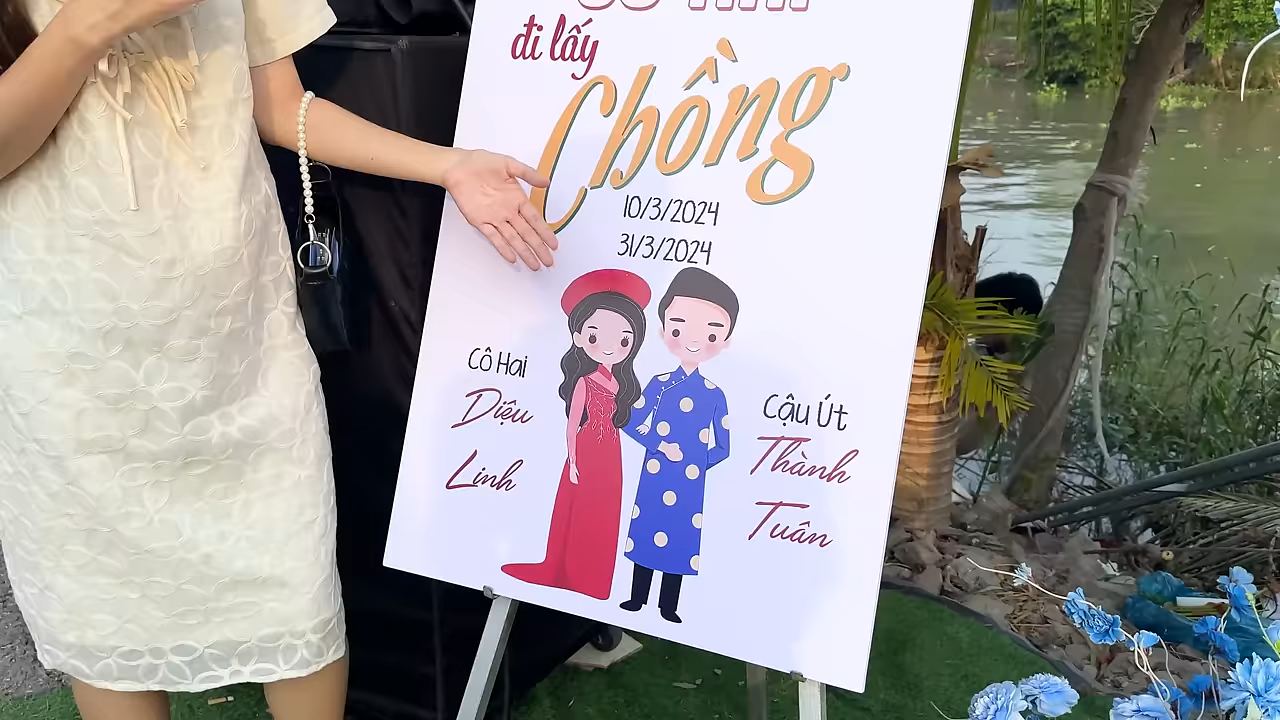 đi lấy
Chồng
10/3/2024
31/3/2024
Cô Hai
Diệu
Linh
Cậu Út
Thành
Tuân